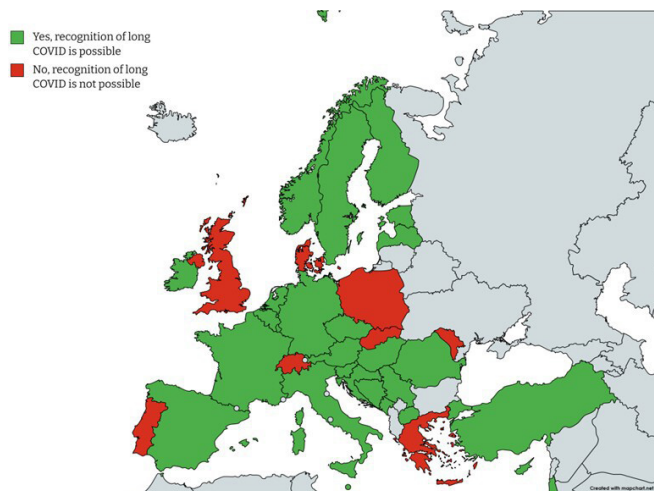 Yes, recognition of long
COVID is possible
No, recognition of long
COVID is not possible
Created with mapchart.net